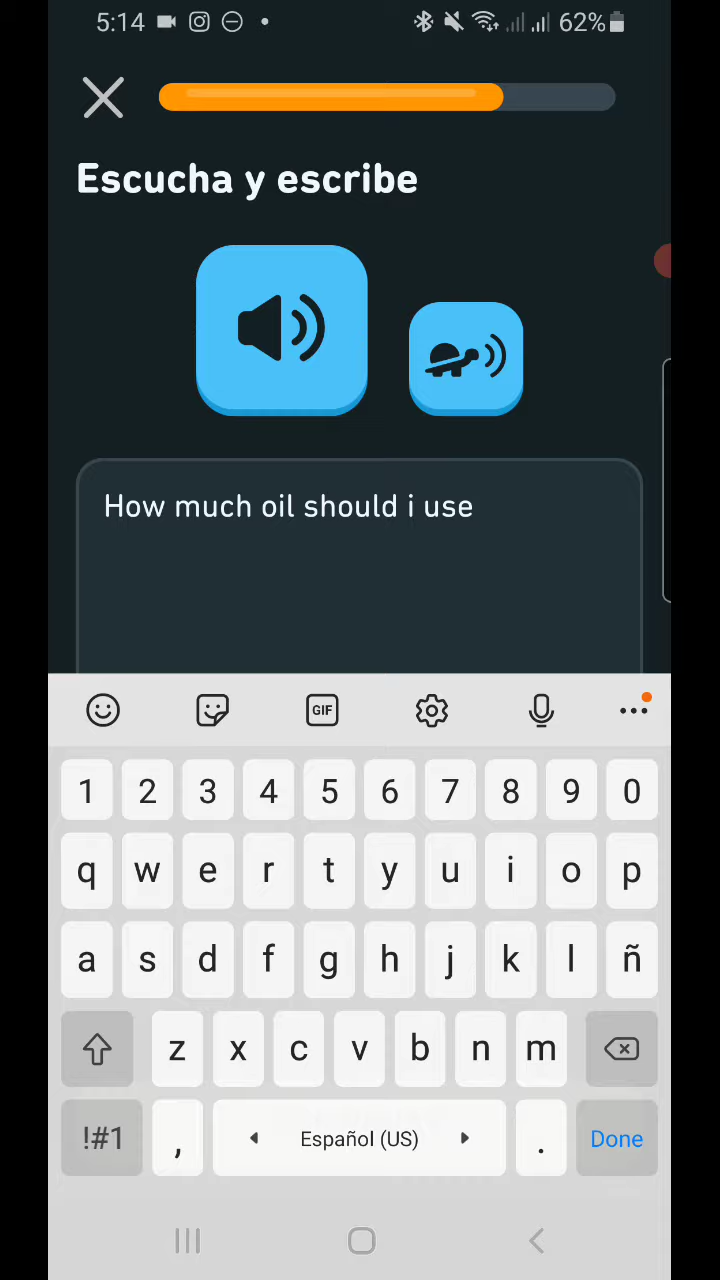 5:14
62%
Escucha y escribe
How much oil should i use
GIF
1 2 3 4 5 6 7 8 9 0
q w e r t y u i o p
a s d f g h j k l ñ
z x c v b n m
!#1 , Español (US) . Done